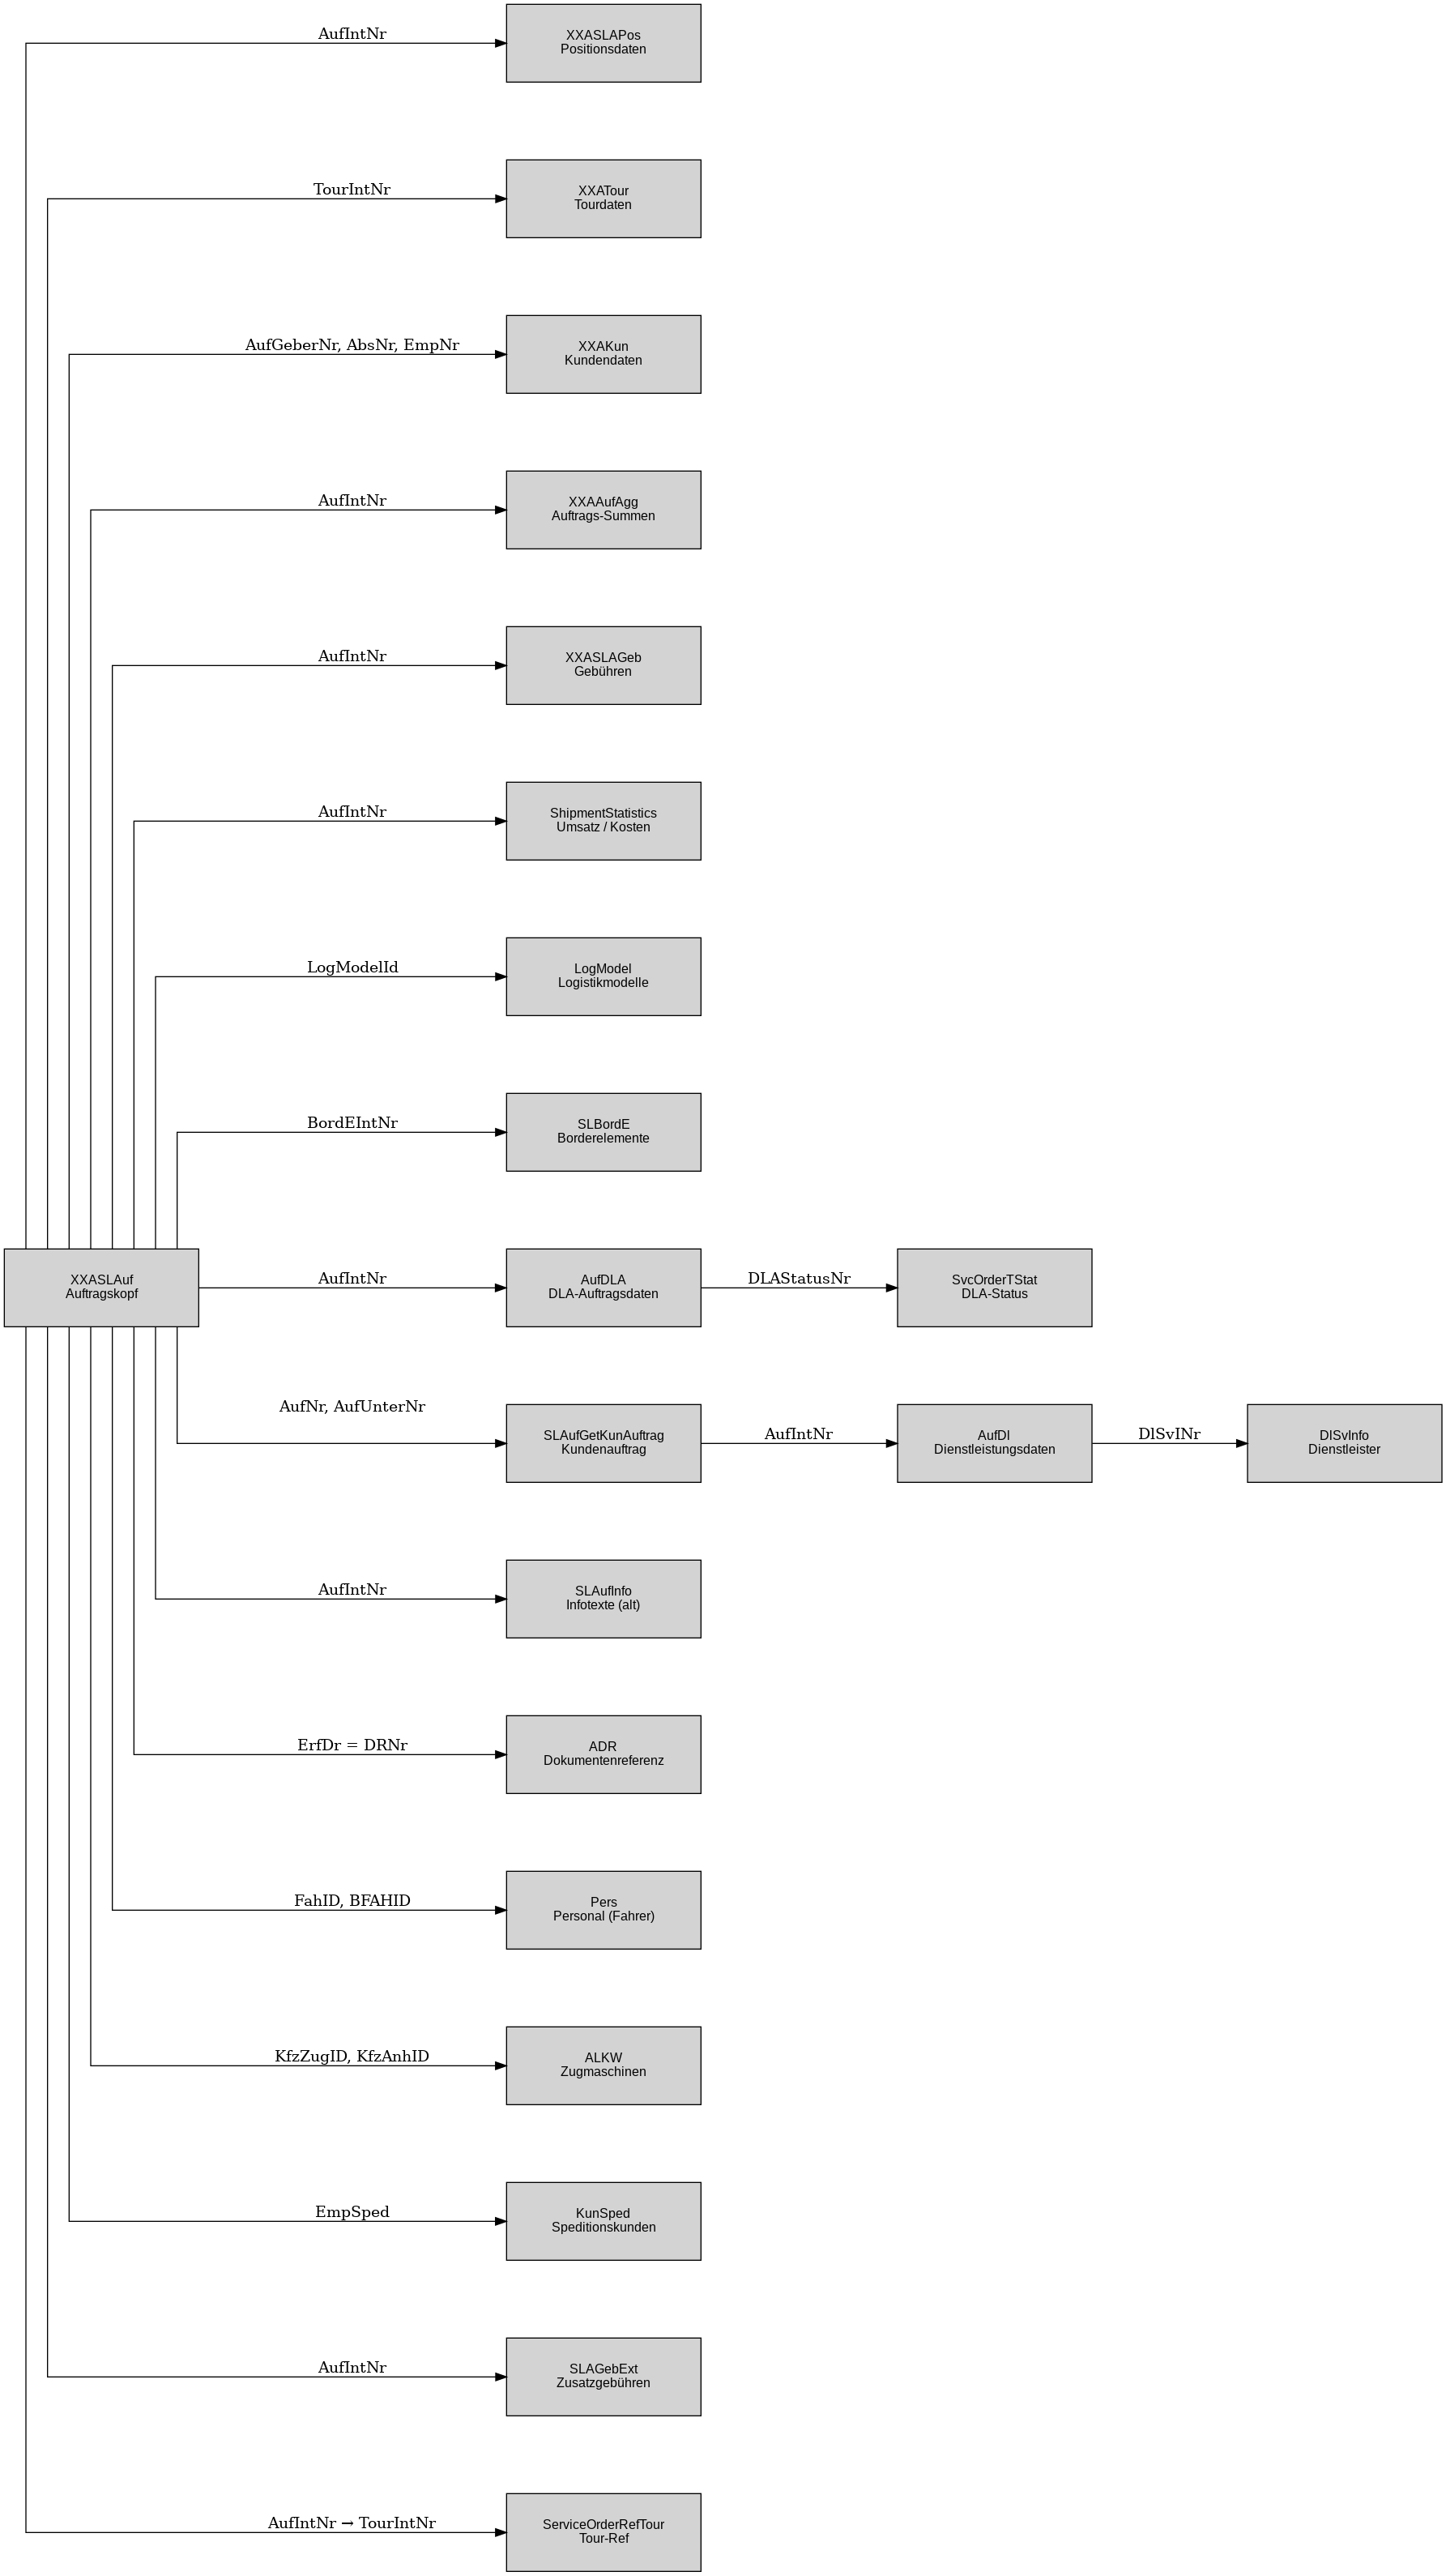 AufIntNr
XXASLAPos
Positionsdaten
TourIntNr
XXATour
Tourdaten
AufGeberNr, AbsNr, EmpNr
XXAKun
Kundendaten
AufIntNr
XXAAufAgg
Auftrags-Summen
AufIntNr
XXASLAGeb
Gebühren
AufIntNr
ShipmentStatistics
Umsatz / Kosten
LogModelId
LogModel
Logistikmodelle
BordEIntNr
SLBordE
Borderelemente
XXASLAuf
Auftragskopf
AufIntNr
AufDLA
DLA-Auftragsdaten
DLAStatusNr
SvcOrderTStat
DLA-Status
AufNr, AufUnterNr
SLAufGetKunAuftrag
Kundenauftrag
AufIntNr
AufDl
Dienstleistungsdaten
DlSvINr
DlSvInfo
Dienstleister
AufIntNr
SLAufInfo
Infotexte (alt)
ErfDr = DRNr
ADR
Dokumentenreferenz
FahID, BFAHID
Pers
Personal (Fahrer)
KfzZugID, KfzAnhID
ALKW
Zugmaschinen
EmpSped
KunSped
Speditionskunden
AufIntNr
SLAGebExt
Zusatzgebühren
AufIntNr → TourIntNr
ServiceOrderRefTour
Tour-Ref